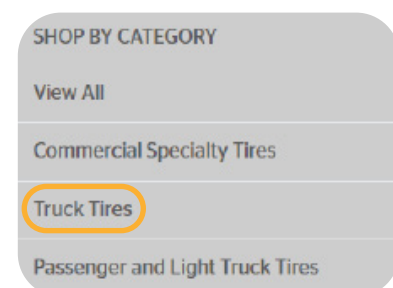 SHOP BY CATEGORY
View All
Commercial Specialty Tires
Truck Tires
Passenger and Light Truck Tires